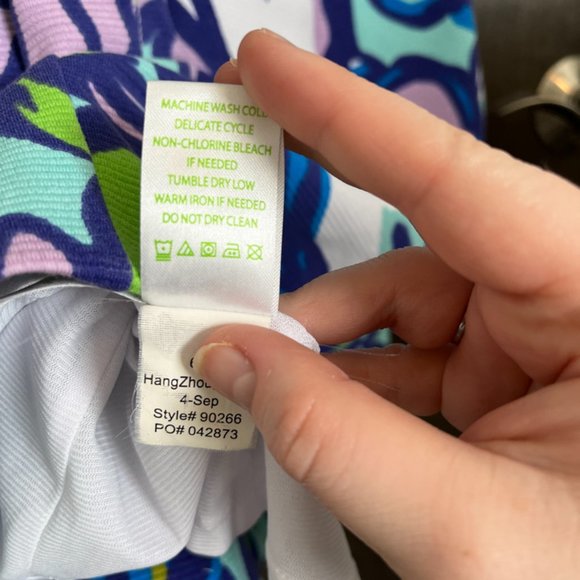 MACHINE WASH COLD
DELICATE CYCLE
NON-CHLORINE BLEACH
IF NEEDED
TUMBLE DRY LOW
WARM IRON IF NEEDED
DO NOT DRY CLEAN
HangZhou
4-Sep
Style# 90266
PO# 042873